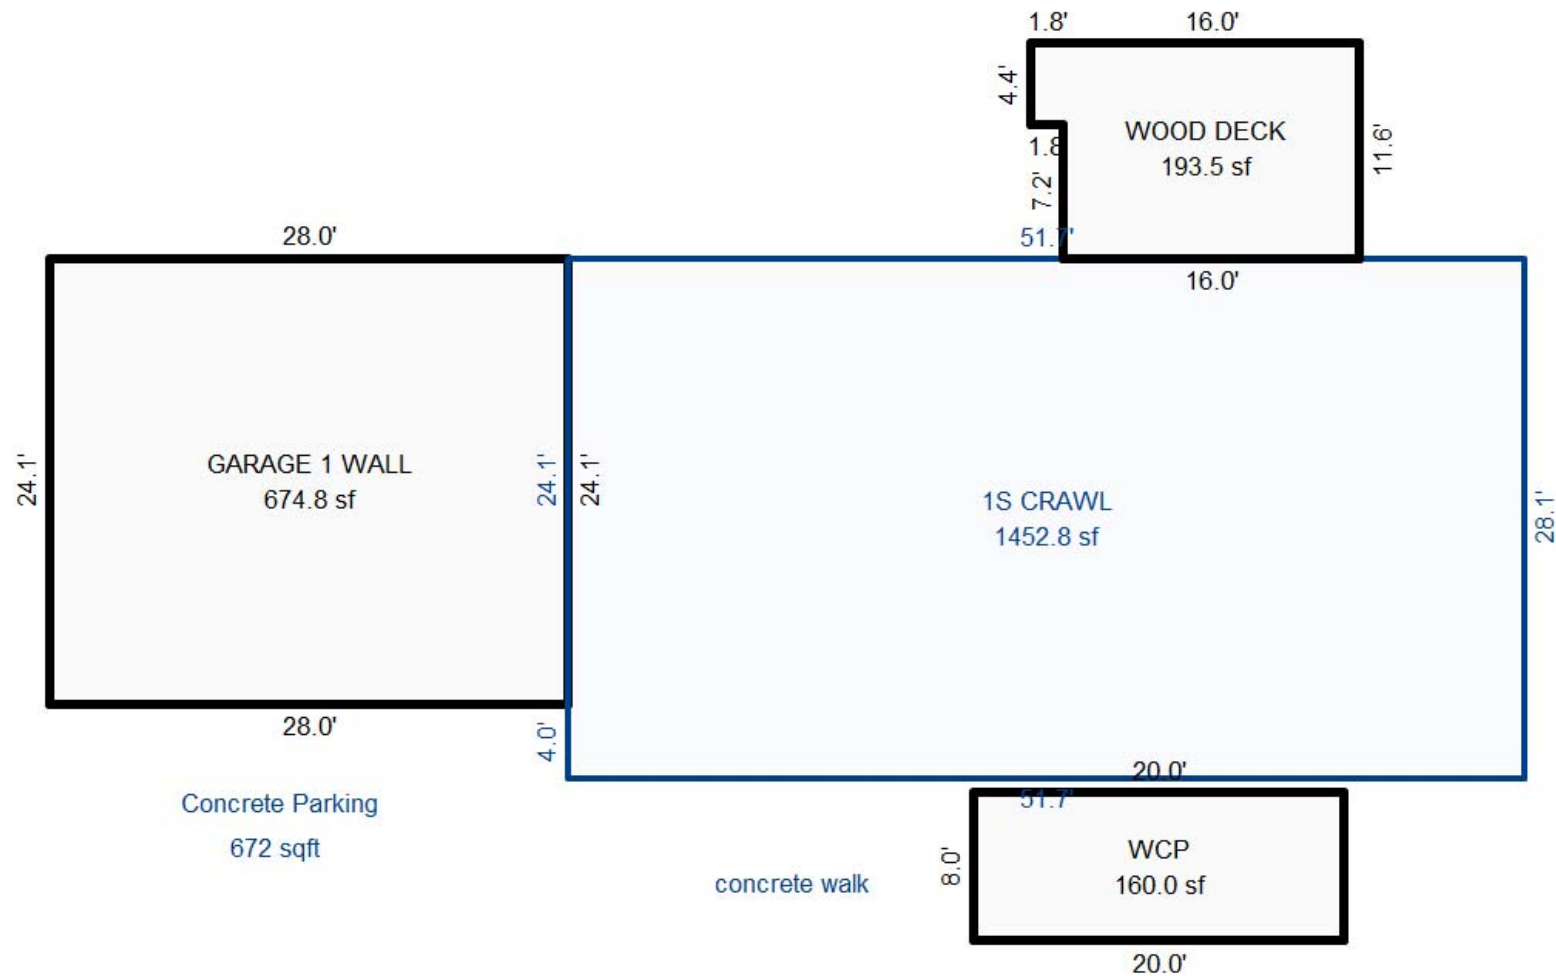 1.8' 16.0'
4.4'
WOOD DECK
193.5 sf
11.6'
1.8
7.2'
28.0'
51.7'
16.0'
24.1'
GARAGE 1 WALL
674.8 sf
24.1'
24.1'
1S CRAWL
1452.8 sf
28.1'
28.0'
4.0'
20.0'
51.7'
Concrete Parking
672 sqft
concrete walk
8.0'
WCP
160.0 sf
20.0'